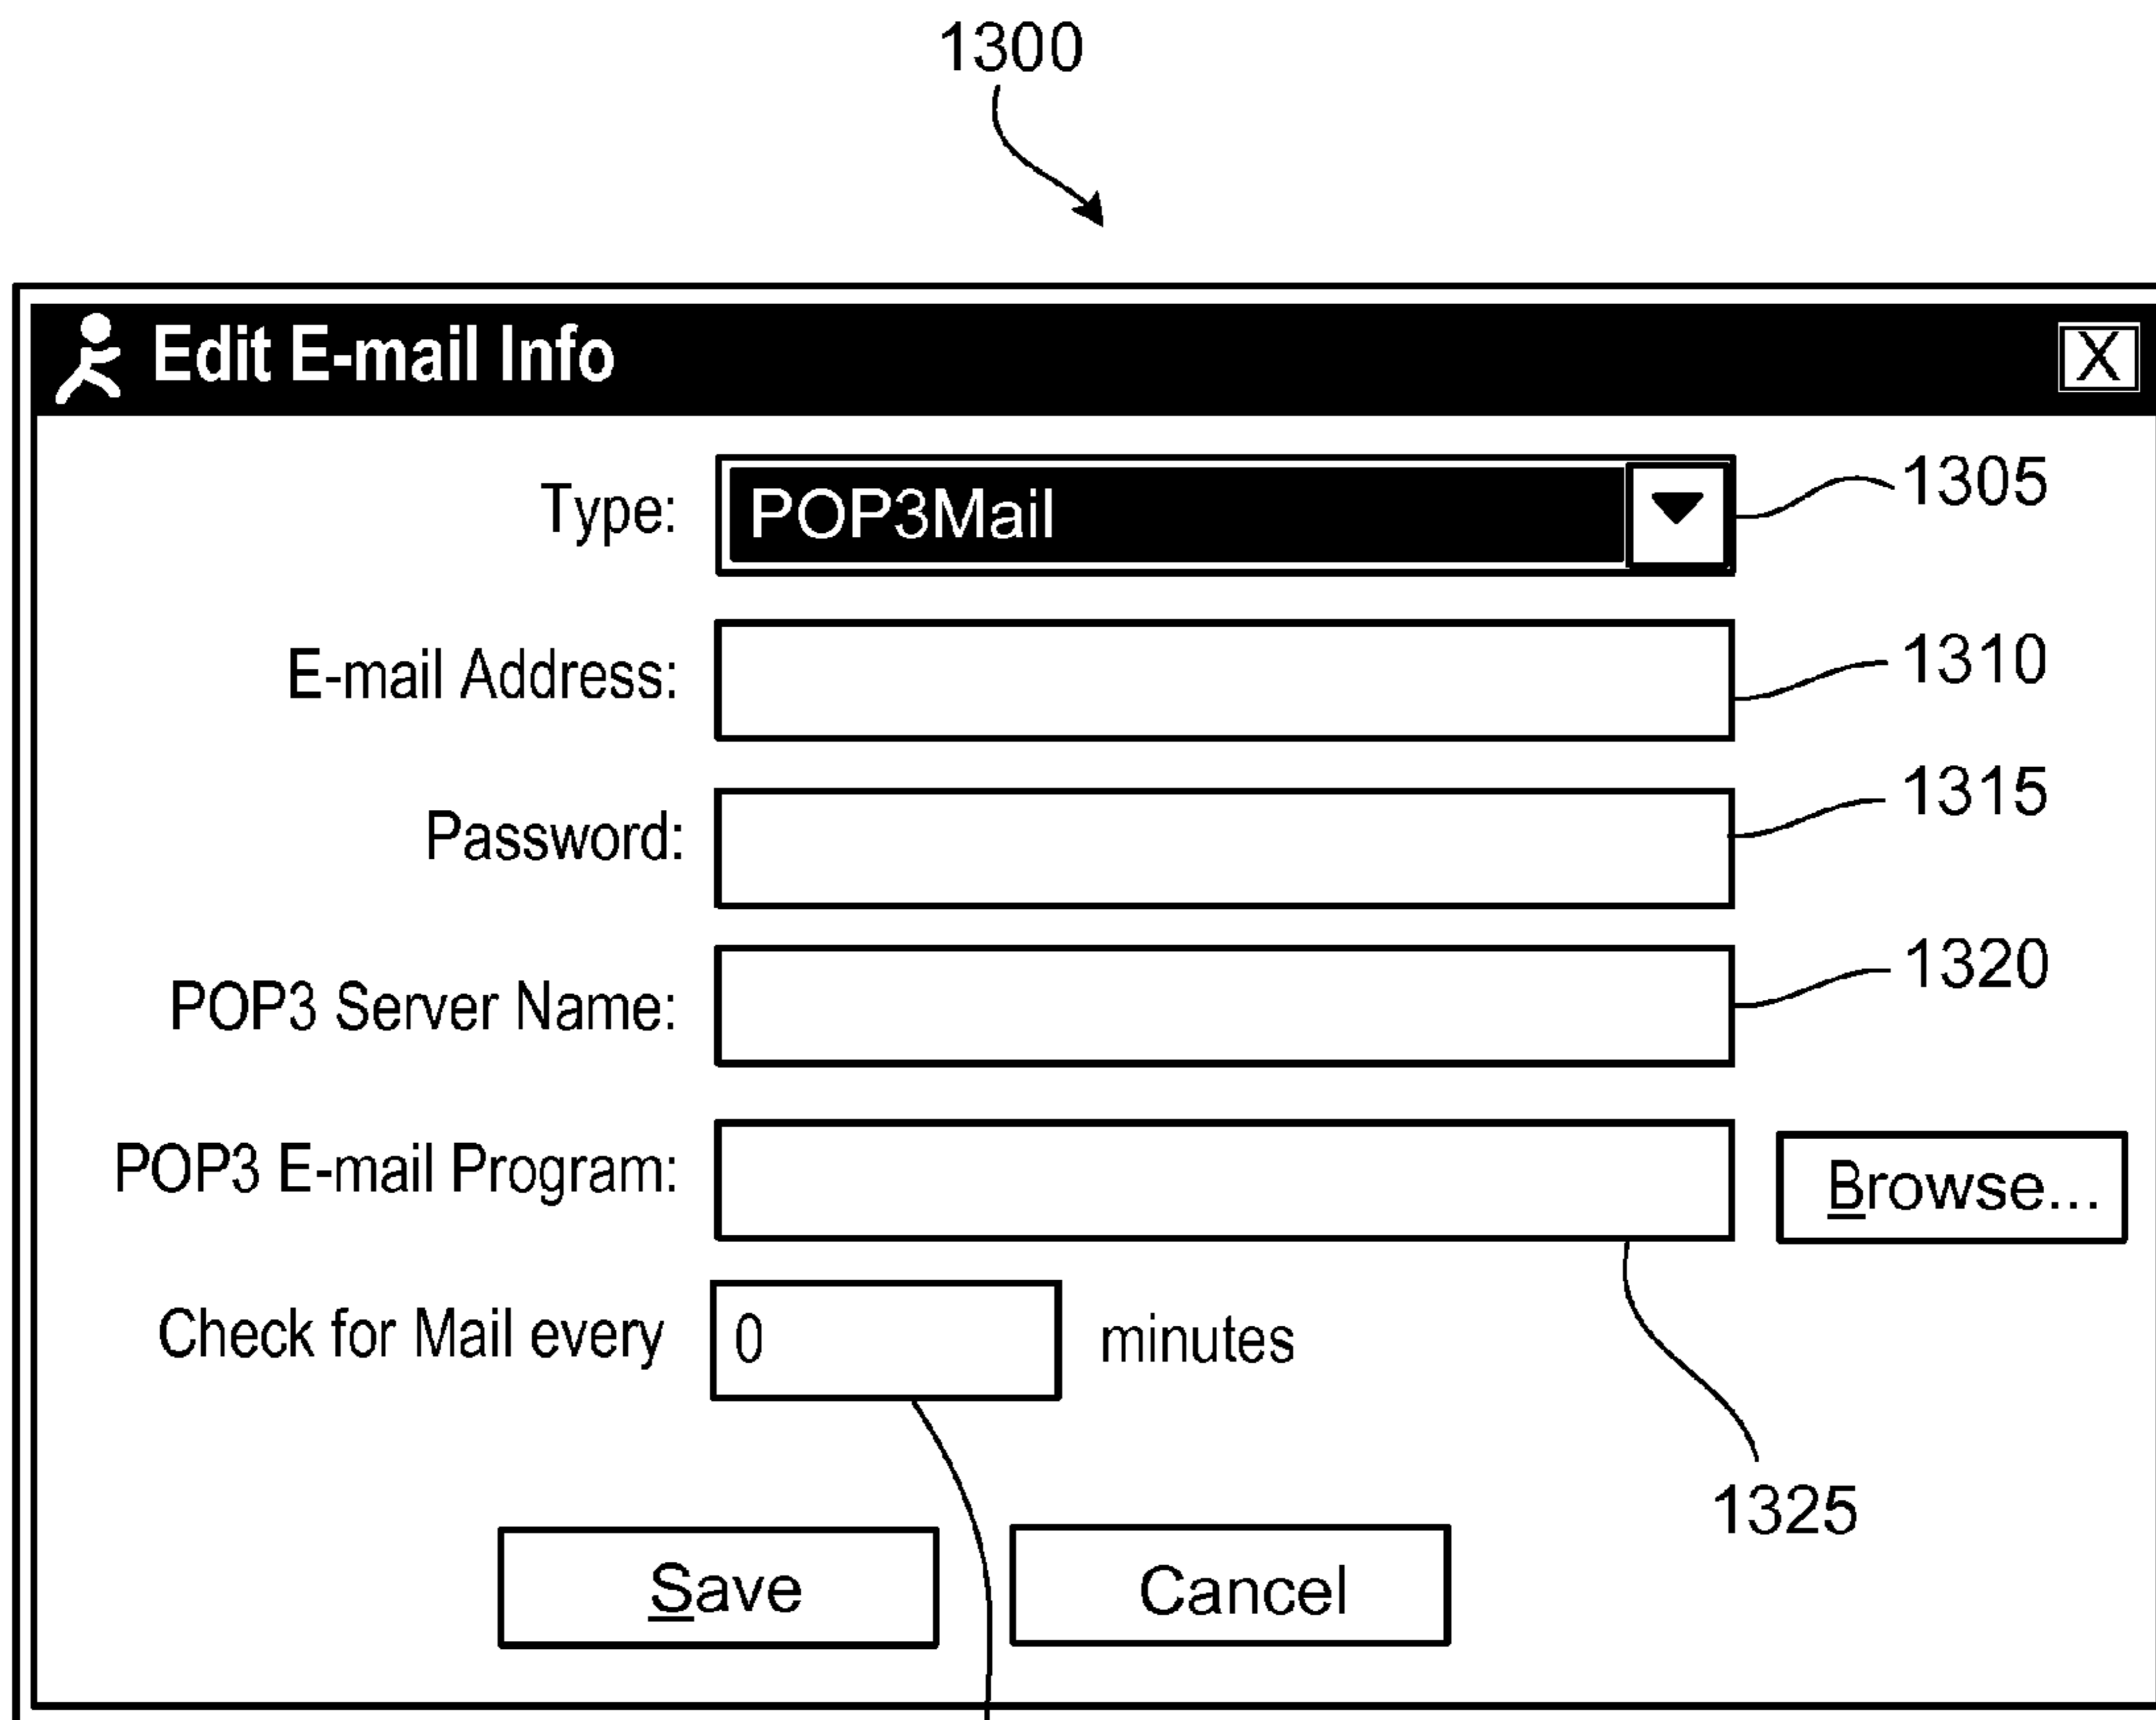 1300
Edit E-mail Info X
Type: POP3Mail 1305
E-mail Address: 1310
Password: 1315
POP3 Server Name: 1320
POP3 E-mail Program: Browse...
Check for Mail every 0 minutes
1325
Save Cancel